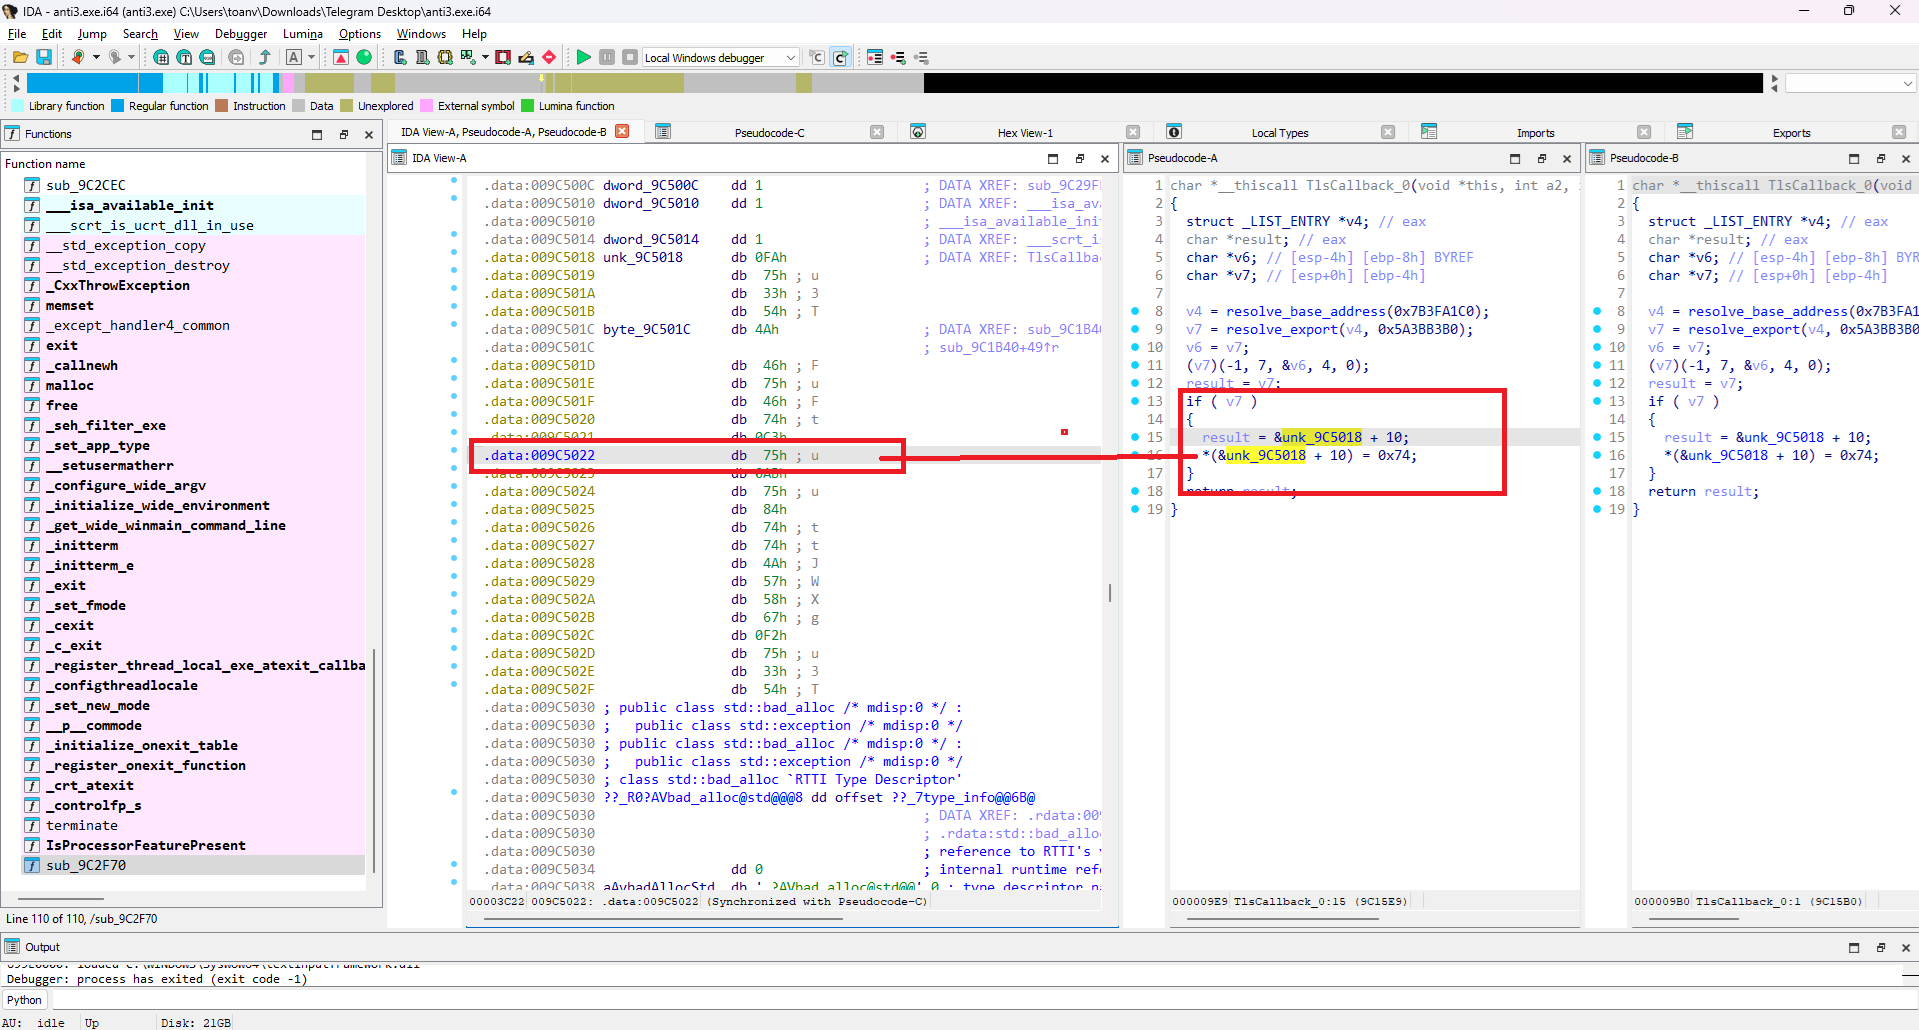 IDA - anti3.exe.i64 (anti3.exe) C:\Users\toanv\Downloads\Telegram Desktop\anti3.exe.i64
File Edit Jump Search View Debugger Lumina Options Windows Help
Local Windows debugger
Library function Regular function Instruction Data Unexplored External symbol Lumina function
Functions
Function name
sub_9C2CEC
___isa_available_init
___scrt_is_ucrt_dll_in_use
__std_exception_copy
__std_exception_destroy
_CxxThrowException
memset
_except_handler4_common
exit
_callnewh
malloc
free
_seh_filter_exe
_set_app_type
__setusermatherr
_configure_wide_argv
_initialize_wide_environment
_get_wide_winmain_command_line
_initterm
_initterm_e
_exit
_set_fmode
_cexit
_c_exit
_register_thread_local_exe_atexit_callba
_configthreadlocale
_set_new_mode
__p__commode
_initialize_onexit_table
_register_onexit_function
_crt_atexit
_controlfp_s
terminate
IsProcessorFeaturePresent
sub_9C2F70
Line 110 of 110, /sub_9C2F70
IDA View-A, Pseudocode-A, Pseudocode-B Pseudocode-C Hex View-1 Local Types Imports Exports
IDA View-A
.data:009C500C dword_9C500C dd 1 ; DATA XREF: sub_9C29F
.data:009C5010 dword_9C5010 dd 1 ; DATA XREF: ___isa_ava
.data:009C5010 ; ___isa_available_init
.data:009C5014 dword_9C5014 dd 1 ; DATA XREF: ___scrt_i
.data:009C5018 unk_9C5018 db 0FAh ; DATA XREF: TlsCallba
.data:009C5019 db 75h ; u
.data:009C501A db 33h ; 3
.data:009C501B db 54h ; T
.data:009C501C byte_9C501C db 4Ah ; DATA XREF: sub_9C1B40
.data:009C501C ; sub_9C1B40+49↑r
.data:009C501D db 46h ; F
.data:009C501E db 75h ; u
.data:009C501F db 46h ; F
.data:009C5020 db 74h ; t
.data:009C5021 db 0C3h
.data:009C5022 db 75h ; u
.data:009C5023 db 0ABh
.data:009C5024 db 75h ; u
.data:009C5025 db 84h
.data:009C5026 db 74h ; t
.data:009C5027 db 74h ; t
.data:009C5028 db 4Ah ; J
.data:009C5029 db 57h ; W
.data:009C502A db 58h ; X
.data:009C502B db 67h ; g
.data:009C502C db 0F2h
.data:009C502D db 75h ; u
.data:009C502E db 33h ; 3
.data:009C502F db 54h ; T
.data:009C5030 ; public class std::bad_alloc /* mdisp:0 */ :
.data:009C5030 ;   public class std::exception /* mdisp:0 */
.data:009C5030 ; public class std::bad_alloc /* mdisp:0 */ :
.data:009C5030 ;   public class std::exception /* mdisp:0 */
.data:009C5030 ; class std::bad_alloc `RTTI Type Descriptor'
.data:009C5030 ??_R0?AVbad_alloc@std@@@8 dd offset ??_7type_info@@6B@
.data:009C5030 ; DATA XREF: .rdata:009
.data:009C5030 ; .rdata:std::bad_allo
.data:009C5030 ; reference to RTTI's
.data:009C5034 dd 0 ; internal runtime ref
.data:009C5038 aAvbadAllocStd db '.?AVbad_alloc@std@@',0 ; type descriptor n
00003C22 009C5022: .data:009C5022 (Synchronized with Pseudocode-C)
Pseudocode-A
1 char *__thiscall TlsCallback_0(void *this, int a2,
2 {
3 struct _LIST_ENTRY *v4; // eax
4 char *result; // eax
5 char *v6; // [esp-4h] [ebp-8h] BYREF
6 char *v7; // [esp+0h] [ebp-4h]
7
8 v4 = resolve_base_address(0x7B3FA1C0);
9 v7 = resolve_export(v4, 0x5A3BB3B0);
10 v6 = v7;
11 (v7)(-1, 7, &v6, 4, 0);
12 result = v7;
13 if ( v7 )
14 {
15 result = &unk_9C5018 + 10;
16 *(&unk_9C5018 + 10) = 0x74;
17 }
18 return result;
19 }
000009E9 TlsCallback_0:15 (9C15E9)
Pseudocode-B
1 char *__thiscall TlsCallback_0(void
2 {
3 struct _LIST_ENTRY *v4; // eax
4 char *result; // eax
5 char *v6; // [esp-4h] [ebp-8h] BYR
6 char *v7; // [esp+0h] [ebp-4h]
7
8 v4 = resolve_base_address(0x7B3FA1
9 v7 = resolve_export(v4, 0x5A3BB3B0
10 v6 = v7;
11 (v7)(-1, 7, &v6, 4, 0);
12 result = v7;
13 if ( v7 )
14 {
15 result = &unk_9C5018 + 10;
16 *(&unk_9C5018 + 10) = 0x74;
17 }
18 return result;
19 }
000009B0 TlsCallback_0:1 (9C15B0)
Output
Debugger: process has exited (exit code -1)
Python
AU: idle Up Disk: 21GB